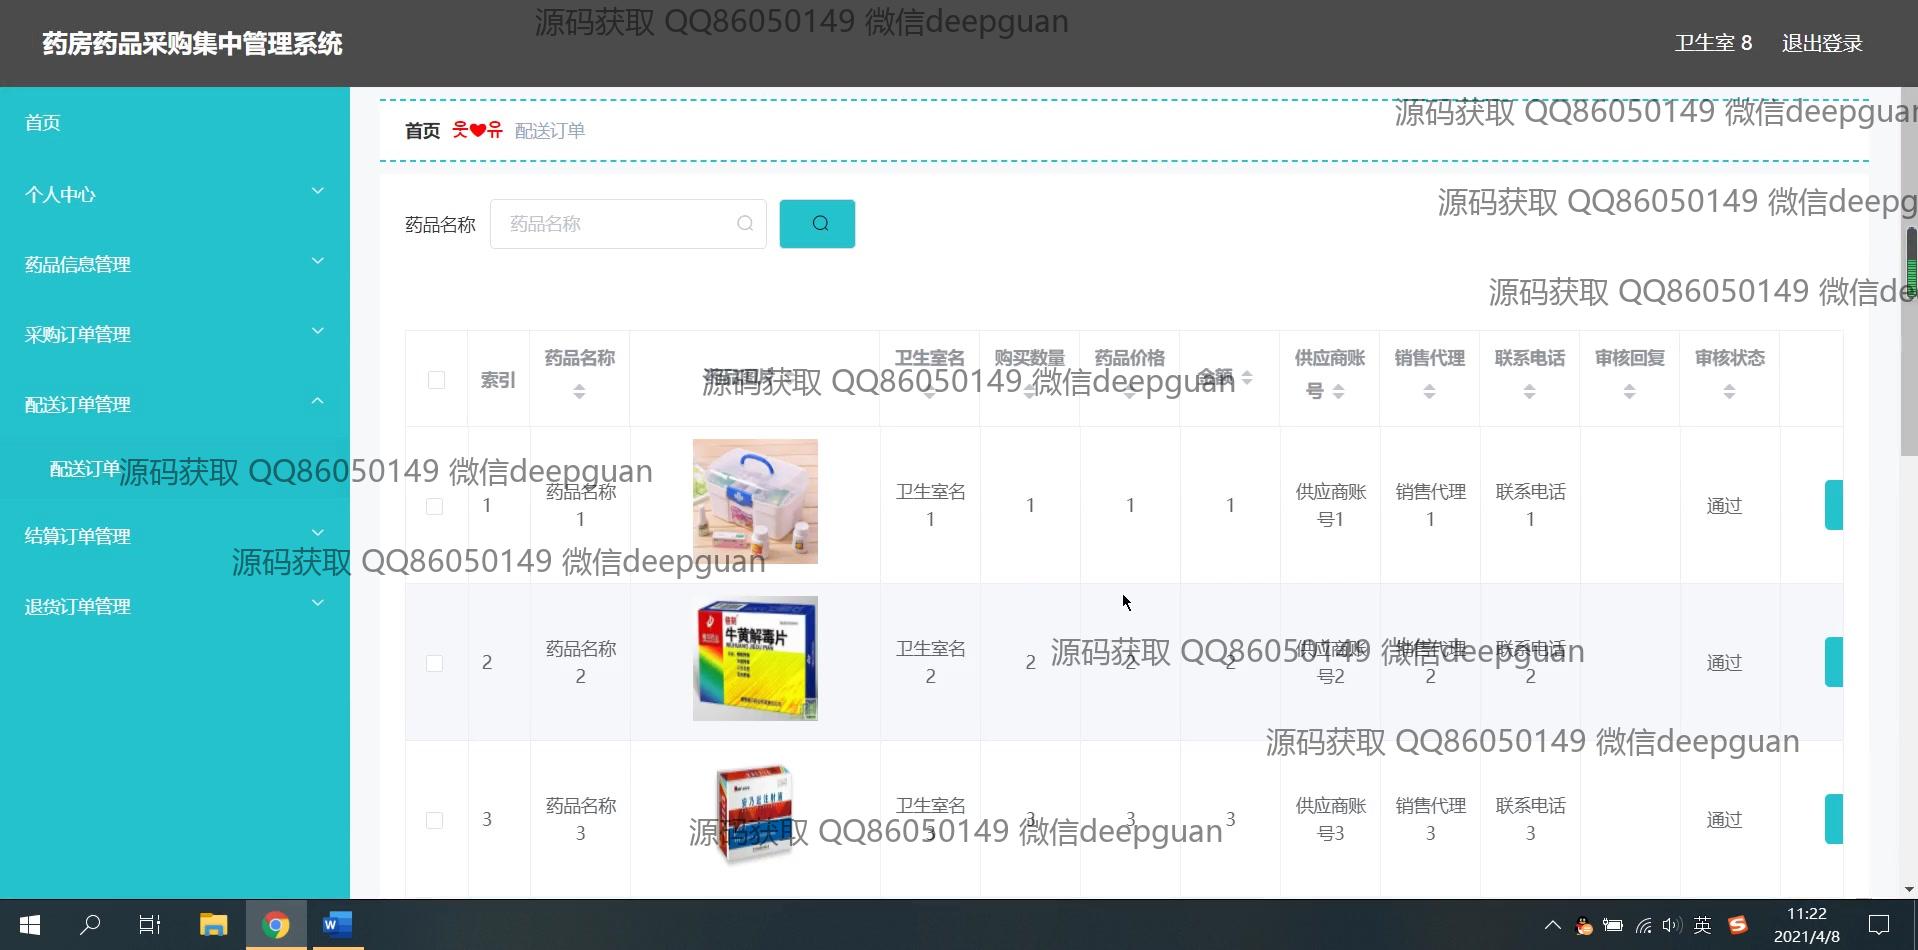 源码获取 QQ86050149 微信deepguan
药房药品采购集中管理系统
卫生室 8 退出登录
首页
个人中心
药品信息管理
采购订单管理
配送订单管理
配送订单
结算订单管理
退货订单管理
首页 웃❤유 配送订单
源码获取 QQ86050149 微信deepguan
源码获取 QQ86050149 微信deepg
药品名称 药品名称
源码获取 QQ86050149 微信de
索引 药品名称 卫生室名 购买数量 药品价格 金额 供应商账号 销售代理 联系电话 审核回复 审核状态
源码获取 QQ86050149 微信deepguan
源码获取 QQ86050149 微信deepguan
1 药品名称1 卫生室名1 1 1 1 供应商账号1 销售代理1 联系电话1 通过
源码获取 QQ86050149 微信deepguan
牛黄解毒片
NIUHUANG JIEDU PIAN
2 药品名称2 卫生室名2 2 2 2 供应商账号2 销售代理2 联系电话2 通过
源码获取 QQ86050149 微信deepguan
源码获取 QQ86050149 微信deepguan
3 药品名称3 卫生室名3 3 3 3 供应商账号3 销售代理3 联系电话3 通过
源码获取 QQ86050149 微信deepguan
英
11:22
2021/4/8